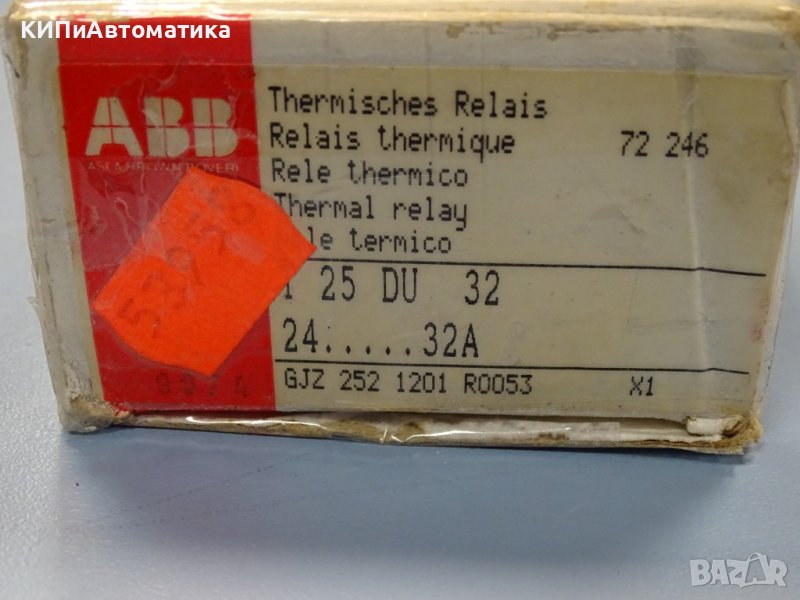 КИПиАвтоматика
ABB
Thermisches Relais
Relais thermique 72 246
Rele thermico
Thermal relay
termico
25 DU 32
24.....32A
GJZ 252 1201 R0053 X1
BAZAR